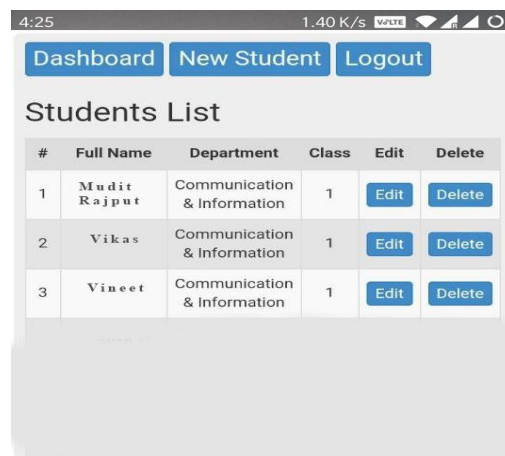 4:25 1.40 K/s VoLTE R
Dashboard New Student Logout
Students List
# Full Name Department Class Edit Delete
1 Mudit Rajput Communication & Information 1 Edit Delete
2 Vikas Communication & Information 1 Edit Delete
3 Vineet Communication & Information 1 Edit Delete